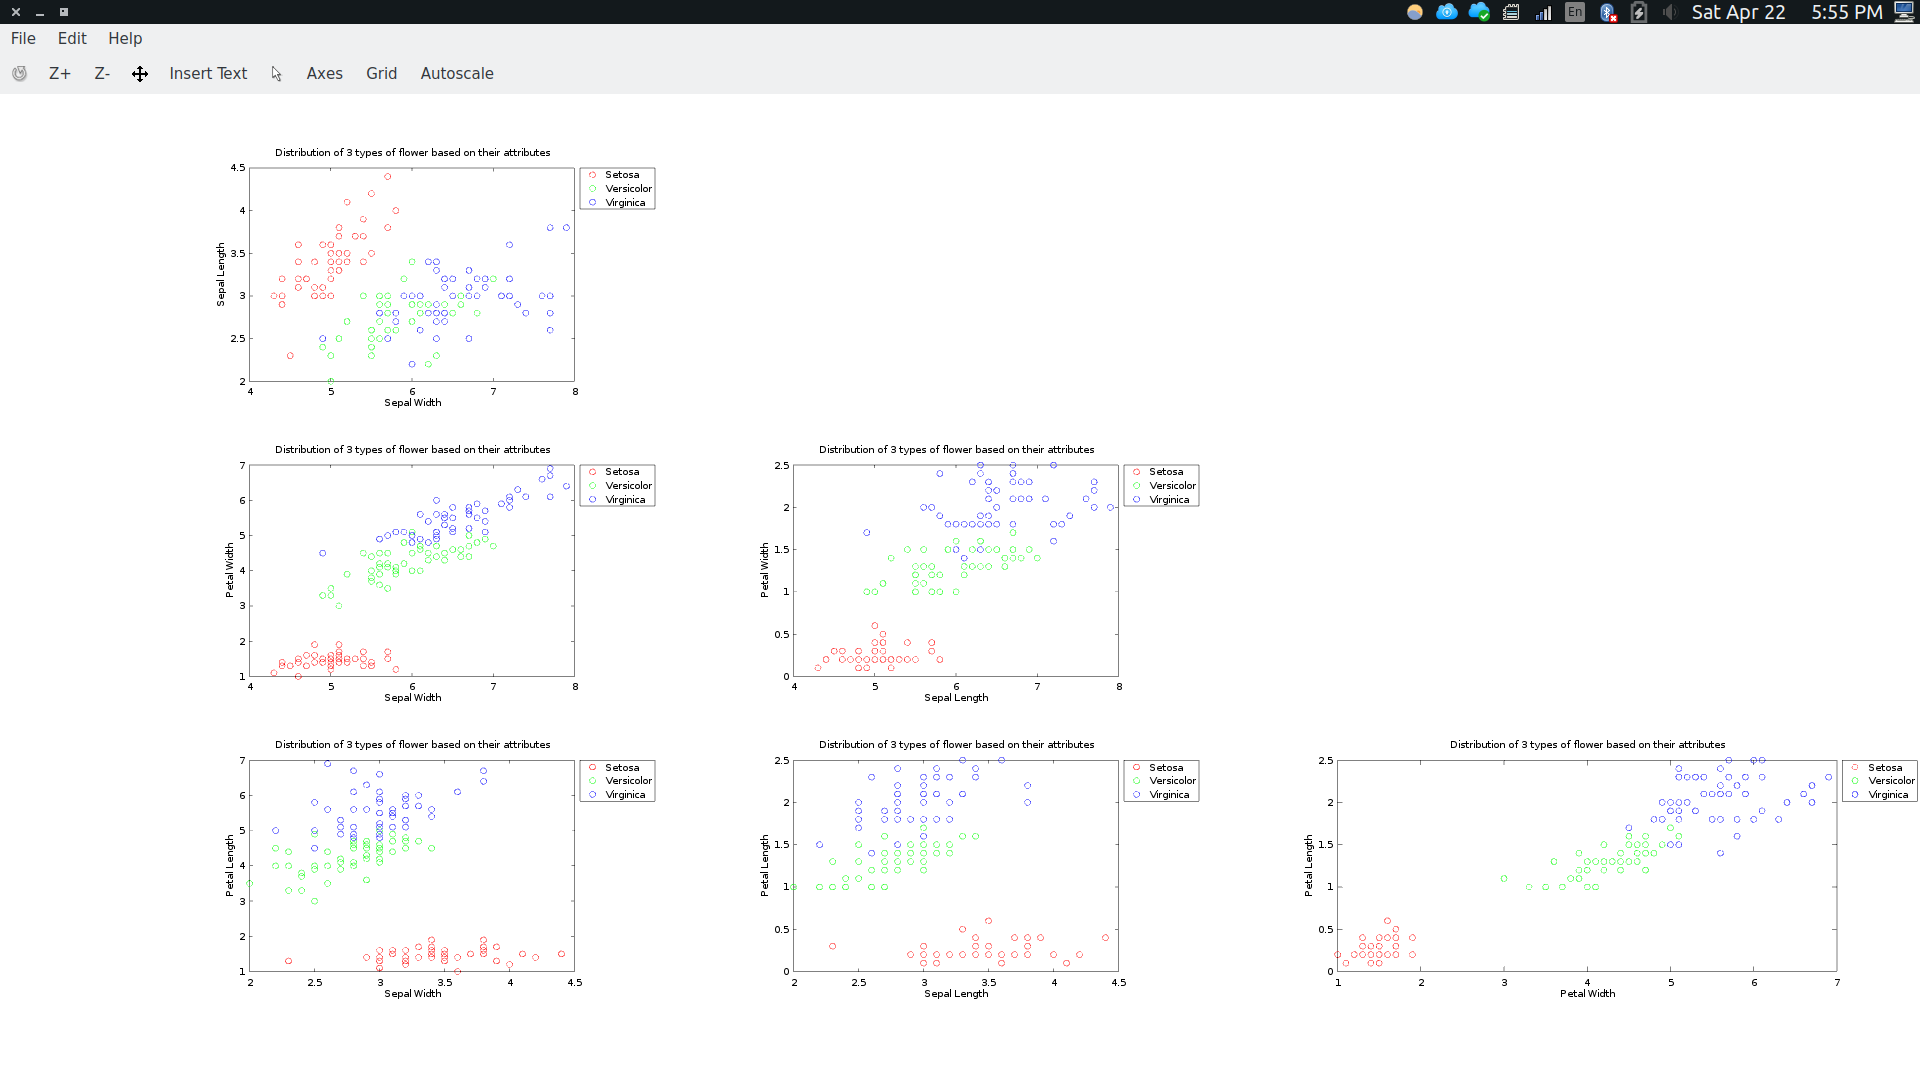 En Sat Apr 22 5:55 PM
File Edit Help
Z+ Z- Insert Text Axes Grid Autoscale
Distribution of 3 types of flower based on their attributes
4.5
4
3.5
3
2.5
2
Sepal Length
4 5 6 7 8
Sepal Width
Setosa
Versicolor
Virginica
Distribution of 3 types of flower based on their attributes
7
6
5
4
3
2
1
Petal Width
4 5 6 7 8
Sepal Width
Setosa
Versicolor
Virginica
Distribution of 3 types of flower based on their attributes
2.5
2
1.5
1
0.5
0
Petal Width
4 5 6 7 8
Sepal Length
Setosa
Versicolor
Virginica
Distribution of 3 types of flower based on their attributes
7
6
5
4
3
2
1
Petal Length
2 2.5 3 3.5 4 4.5
Sepal Width
Setosa
Versicolor
Virginica
Distribution of 3 types of flower based on their attributes
2.5
2
1.5
1
0.5
0
Petal Length
2 2.5 3 3.5 4 4.5
Sepal Length
Setosa
Versicolor
Virginica
Distribution of 3 types of flower based on their attributes
2.5
2
1.5
1
0.5
0
Petal Length
1 2 3 4 5 6 7
Petal Width
Setosa
Versicolor
Virginica